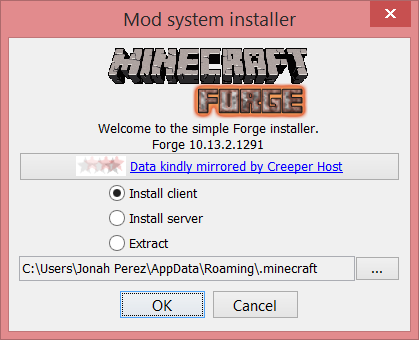 Mod system installer
MINECRAFT
FORGE
Welcome to the simple Forge installer.
Forge 10.13.2.1291
Data kindly mirrored by Creeper Host
Install client
Install server
Extract
C:\Users\Jonah Perez\AppData\Roaming\.minecraft
...
OK
Cancel